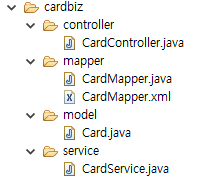 cardbiz
controller
CardController.java
mapper
CardMapper.java
CardMapper.xml
model
Card.java
service
CardService.java